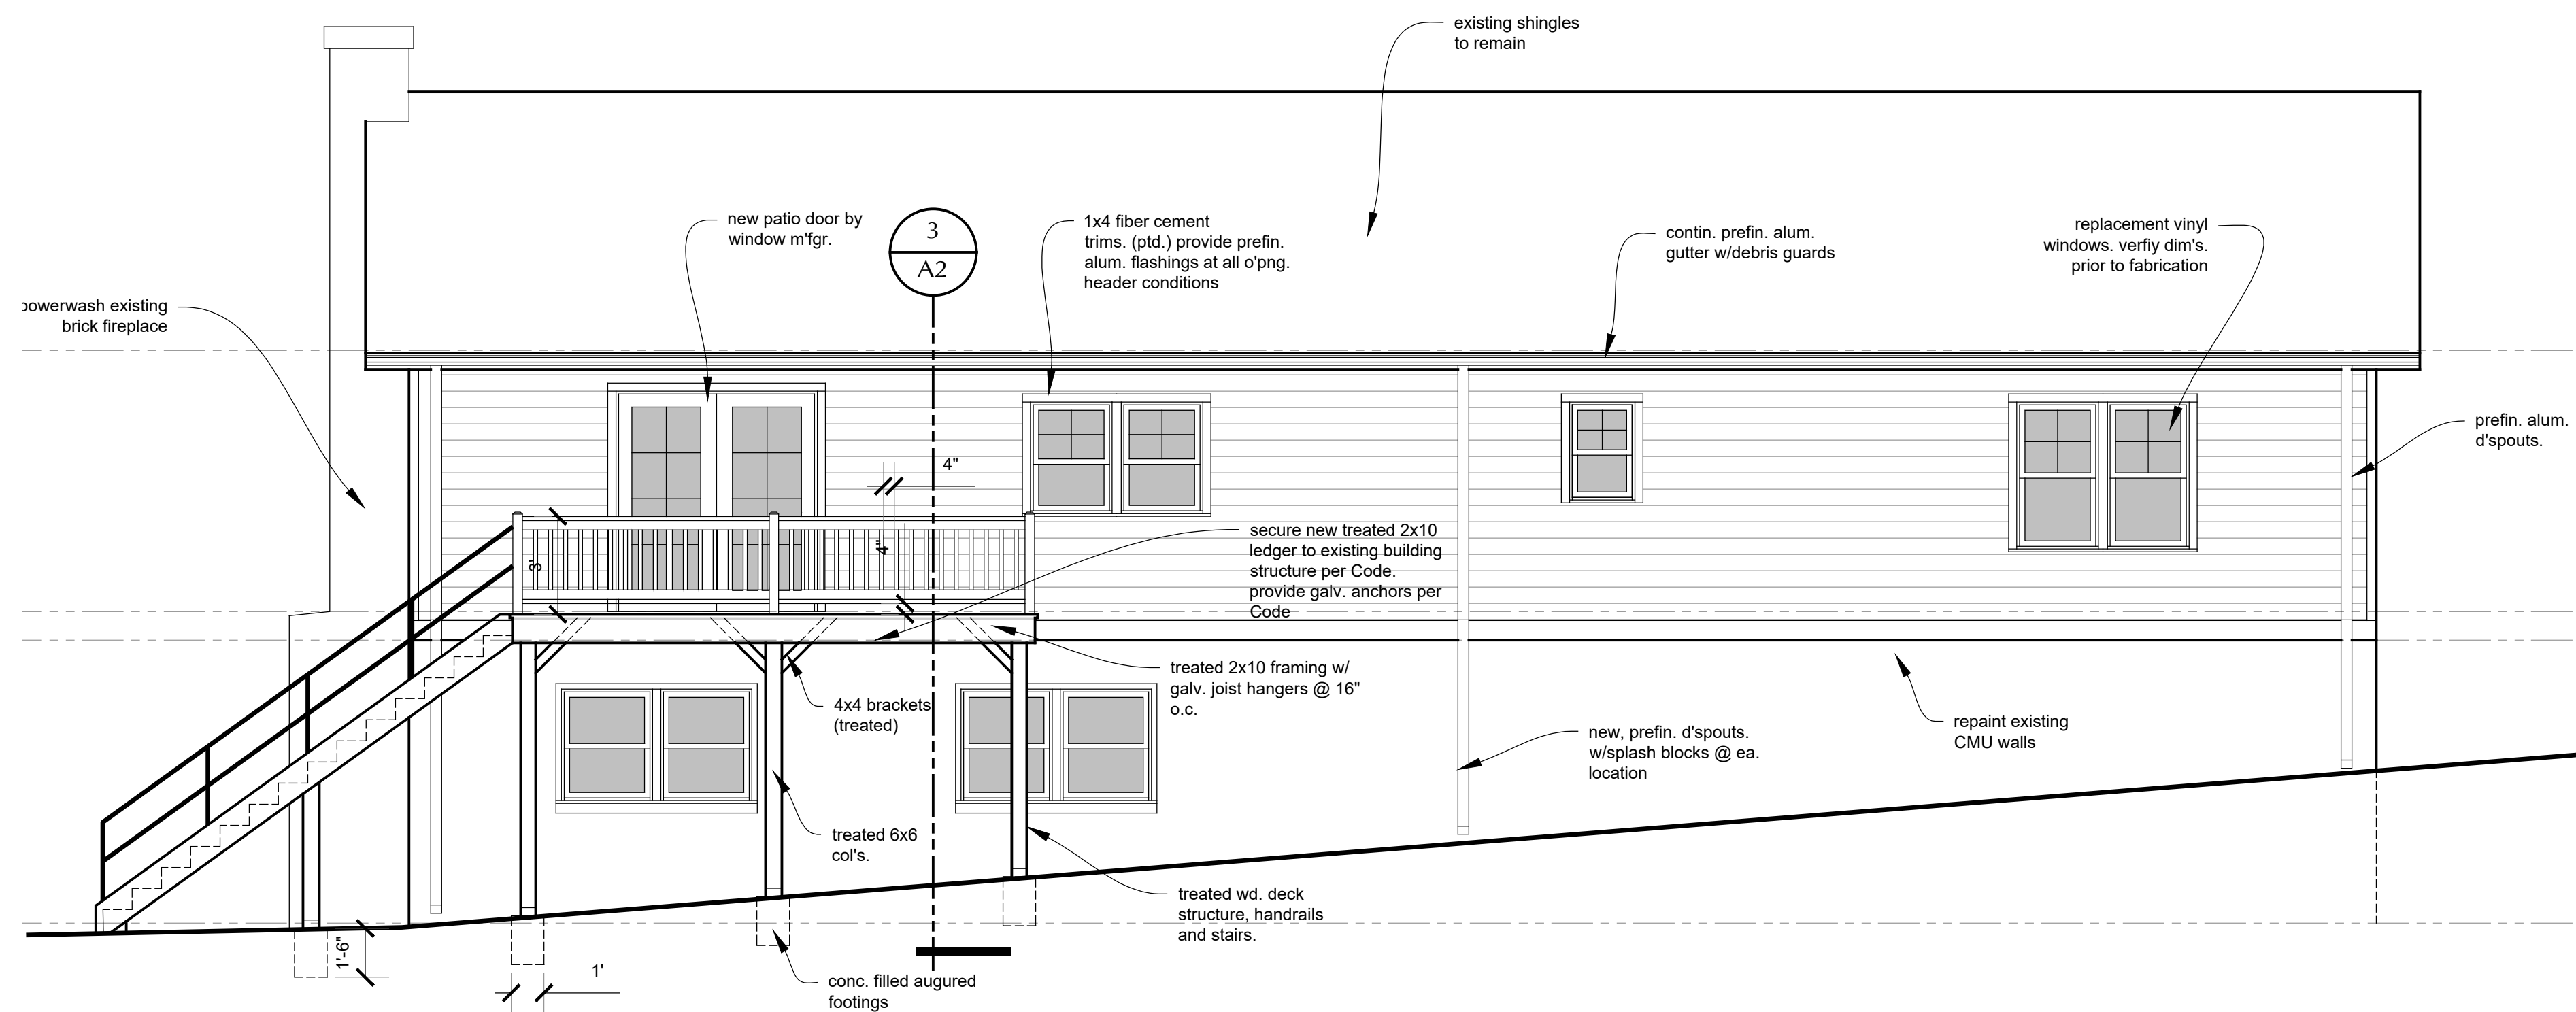 existing shingles
to remain
new patio door by
window m'fgr.
3
A2
1x4 fiber cement
trims. (ptd.) provide prefin.
alum. flashings at all o'png.
header conditions
contin. prefin. alum.
gutter w/debris guards
replacement vinyl
windows. verfiy dim's.
prior to fabrication
powerwash existing
brick fireplace
prefin. alum.
d'spouts.
4"
4"
3'
secure new treated 2x10
ledger to existing building
structure per Code.
provide galv. anchors per
Code
treated 2x10 framing w/
galv. joist hangers @ 16"
o.c.
4x4 brackets
(treated)
repaint existing
CMU walls
new, prefin. d'spouts.
w/splash blocks @ ea.
location
treated 6x6
col's.
treated wd. deck
structure, handrails
and stairs.
1'-6"
1'
conc. filled augured
footings